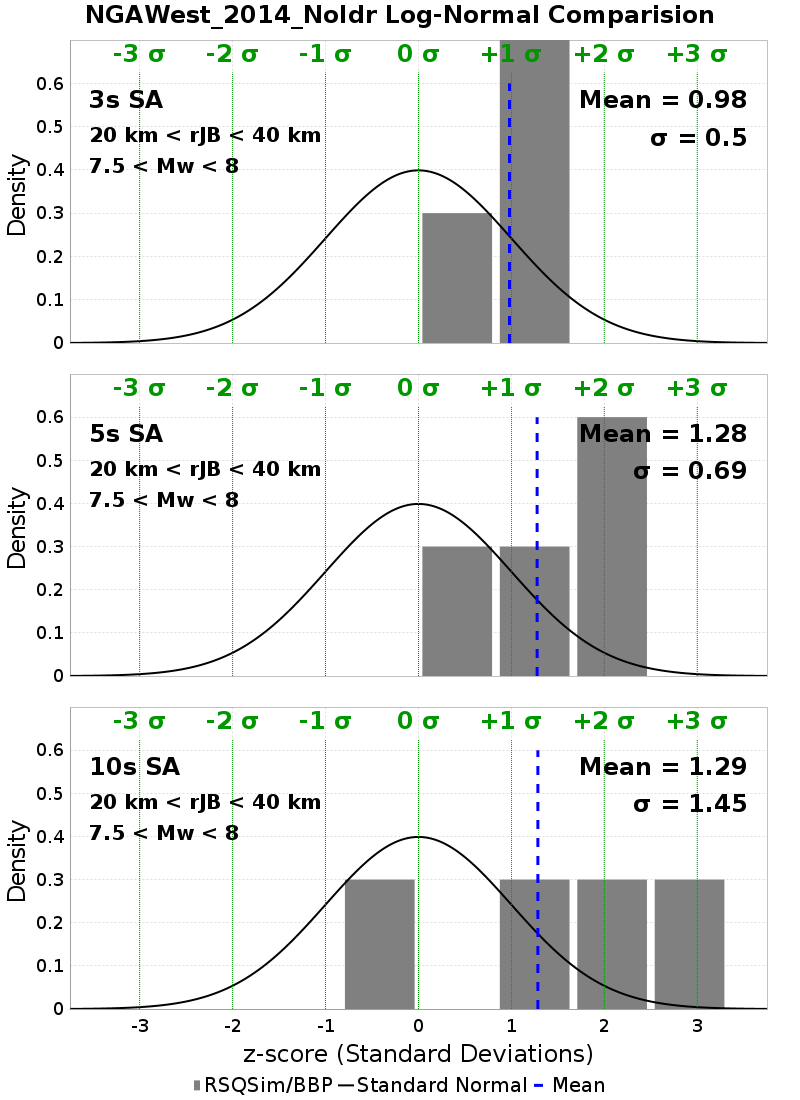 NGAWest_2014_NoIdr Log-Normal Comparision
-3 σ -2 σ -1 σ 0 σ +1 σ +2 σ +3 σ
3s SA
20 km < rJB < 40 km
7.5 < Mw < 8
Mean = 0.98
σ = 0.5
Density
0.6
0.5
0.4
0.3
0.2
0.1
0
-3 σ -2 σ -1 σ 0 σ +1 σ +2 σ +3 σ
5s SA
20 km < rJB < 40 km
7.5 < Mw < 8
Mean = 1.28
σ = 0.69
Density
0.6
0.5
0.4
0.3
0.2
0.1
0
-3 σ -2 σ -1 σ 0 σ +1 σ +2 σ +3 σ
10s SA
20 km < rJB < 40 km
7.5 < Mw < 8
Mean = 1.29
σ = 1.45
Density
0.6
0.5
0.4
0.3
0.2
0.1
0
-3 -2 -1 0 1 2 3
z-score (Standard Deviations)
RSQSim/BBP Standard Normal Mean